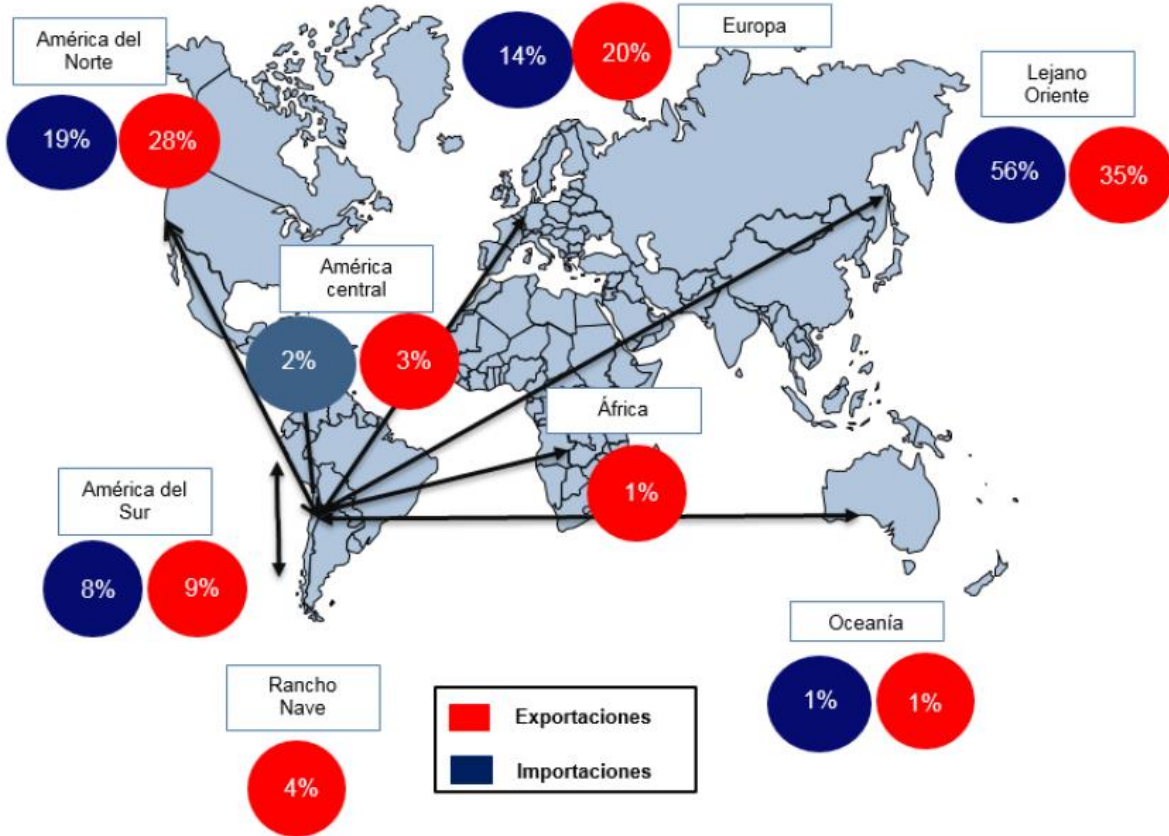 América del
Norte
19%
28%
14%
20%
Europa
Lejano
Oriente
56%
35%
América
central
2%
3%
África
1%
América del
Sur
8%
9%
Oceanía
1%
1%
Rancho
Nave
4%
Exportaciones
Importaciones